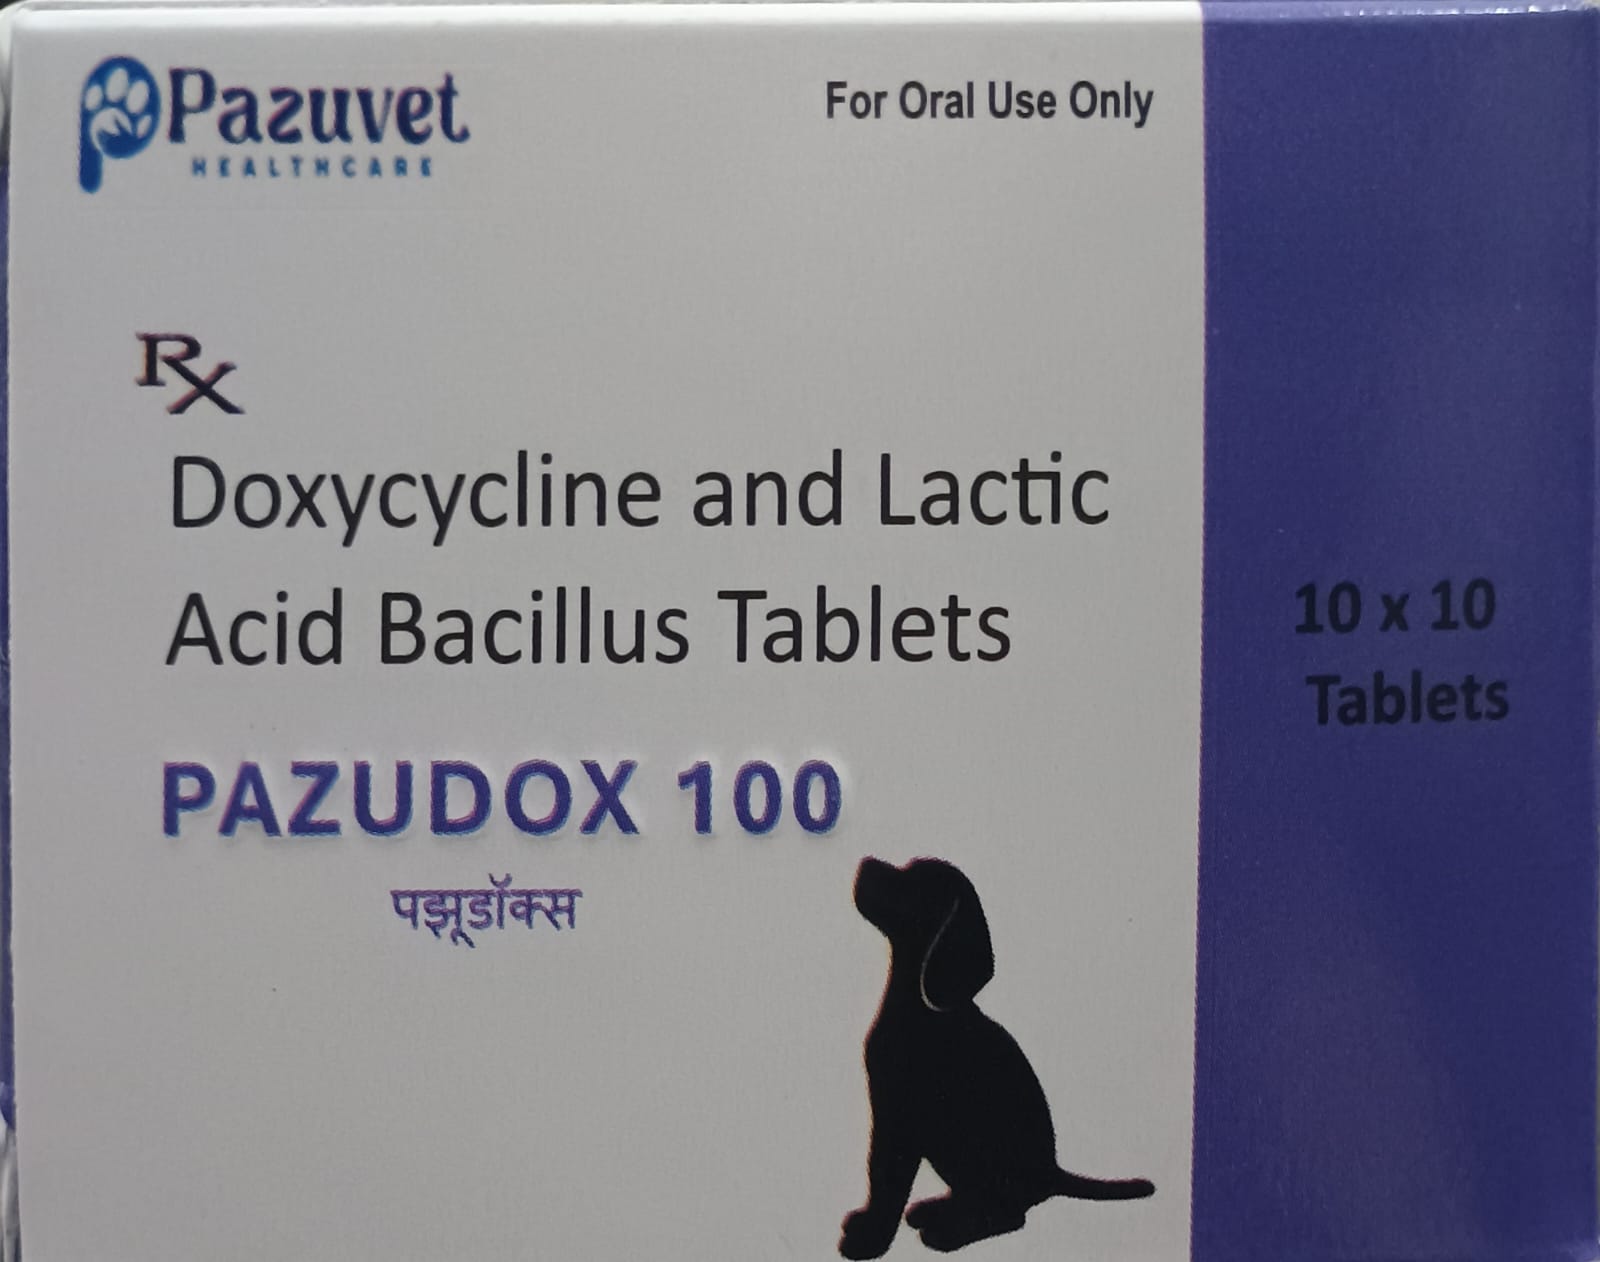 Pazuvet
HEALTHCARE
For Oral Use Only
Rx
Doxycycline and Lactic
Acid Bacillus Tablets
PAZUDOX 100
पझूडॉक्स
10 x 10
Tablets